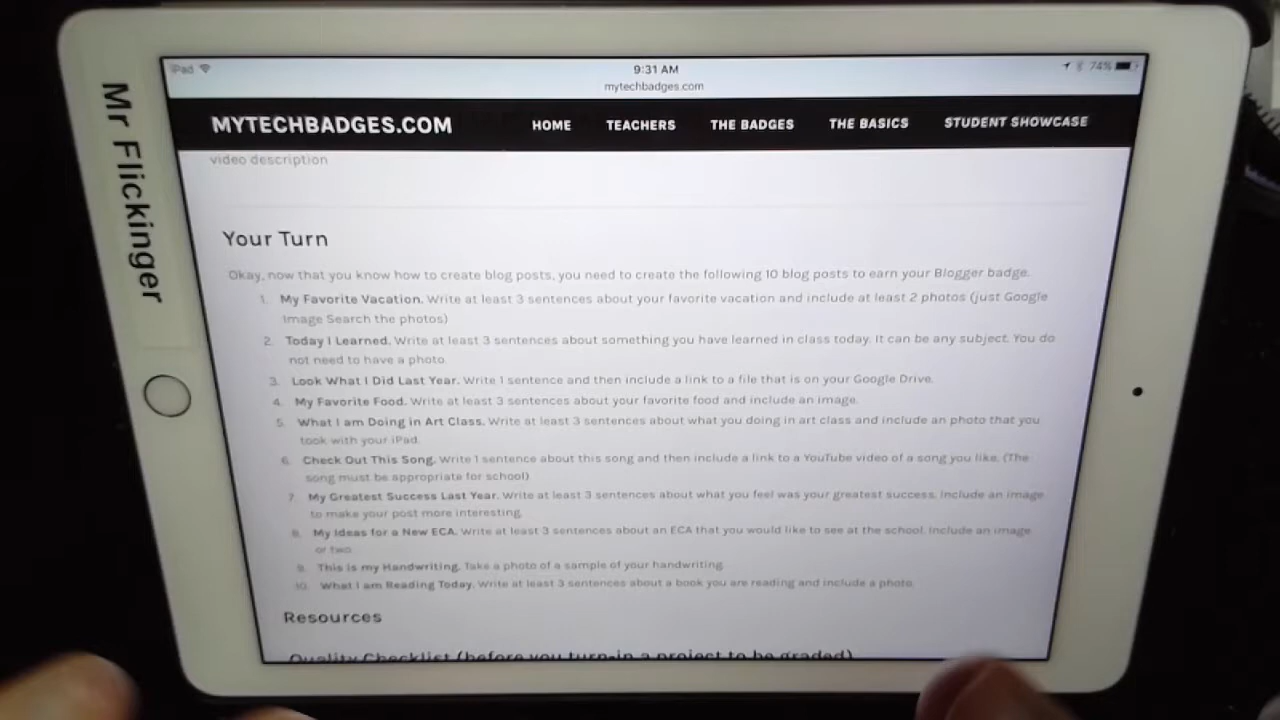 Mr Flickinger
iPad
9:31 AM
74%
mytechbadges.com
MYTECHBADGES.COM
HOME
TEACHERS
THE BADGES
THE BASICS
STUDENT SHOWCASE
video description
Your Turn
Okay, now that you know how to create blog posts, you need to create the following 10 blog posts to earn your Blogger badge.
1. My Favorite Vacation. Write at least 3 sentences about your favorite vacation and include at least 2 photos (just Google
Image Search the photos)
2. Today I Learned. Write at least 3 sentences about something you have learned in class today. It can be any subject. You do
not need to have a photo.
3. Look What I Did Last Year. Write 1 sentence and then include a link to a file that is on your Google Drive.
4. My Favorite Food. Write at least 3 sentences about your favorite food and include an image.
5. What I am Doing in Art Class. Write at least 3 sentences about what you doing in art class and include an photo that you
took with your iPad.
6. Check Out This Song. Write 1 sentence about this song and then include a link to a YouTube video of a song you like. (The
song must be appropriate for school)
7. My Greatest Success Last Year. Write at least 3 sentences about what you feel was your greatest success. Include an image
to make your post more interesting.
8. My Ideas for a New ECA. Write at least 3 sentences about an ECA that you would like to see at the school. Include an image
or two.
9. This is my Handwriting. Take a photo of a sample of your handwriting.
10. What I am Reading Today. Write at least 3 sentences about a book you are reading and include a photo.
Resources
Quality Checklist (before you turn-in a project to be graded)